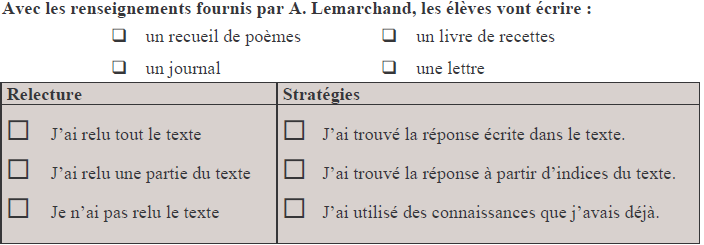 Avec les renseignements fournis par A. Lemarchand, les élèves vont écrire :
❑ un recueil de poèmes ❑ un livre de recettes
❑ un journal ❑ une lettre
Relecture Stratégies
☐ J'ai relu tout le texte ☐ J'ai trouvé la réponse écrite dans le texte.
☐ J'ai relu une partie du texte ☐ J'ai trouvé la réponse à partir d'indices du texte.
☐ Je n'ai pas relu le texte ☐ J'ai utilisé des connaissances que j'avais déjà.